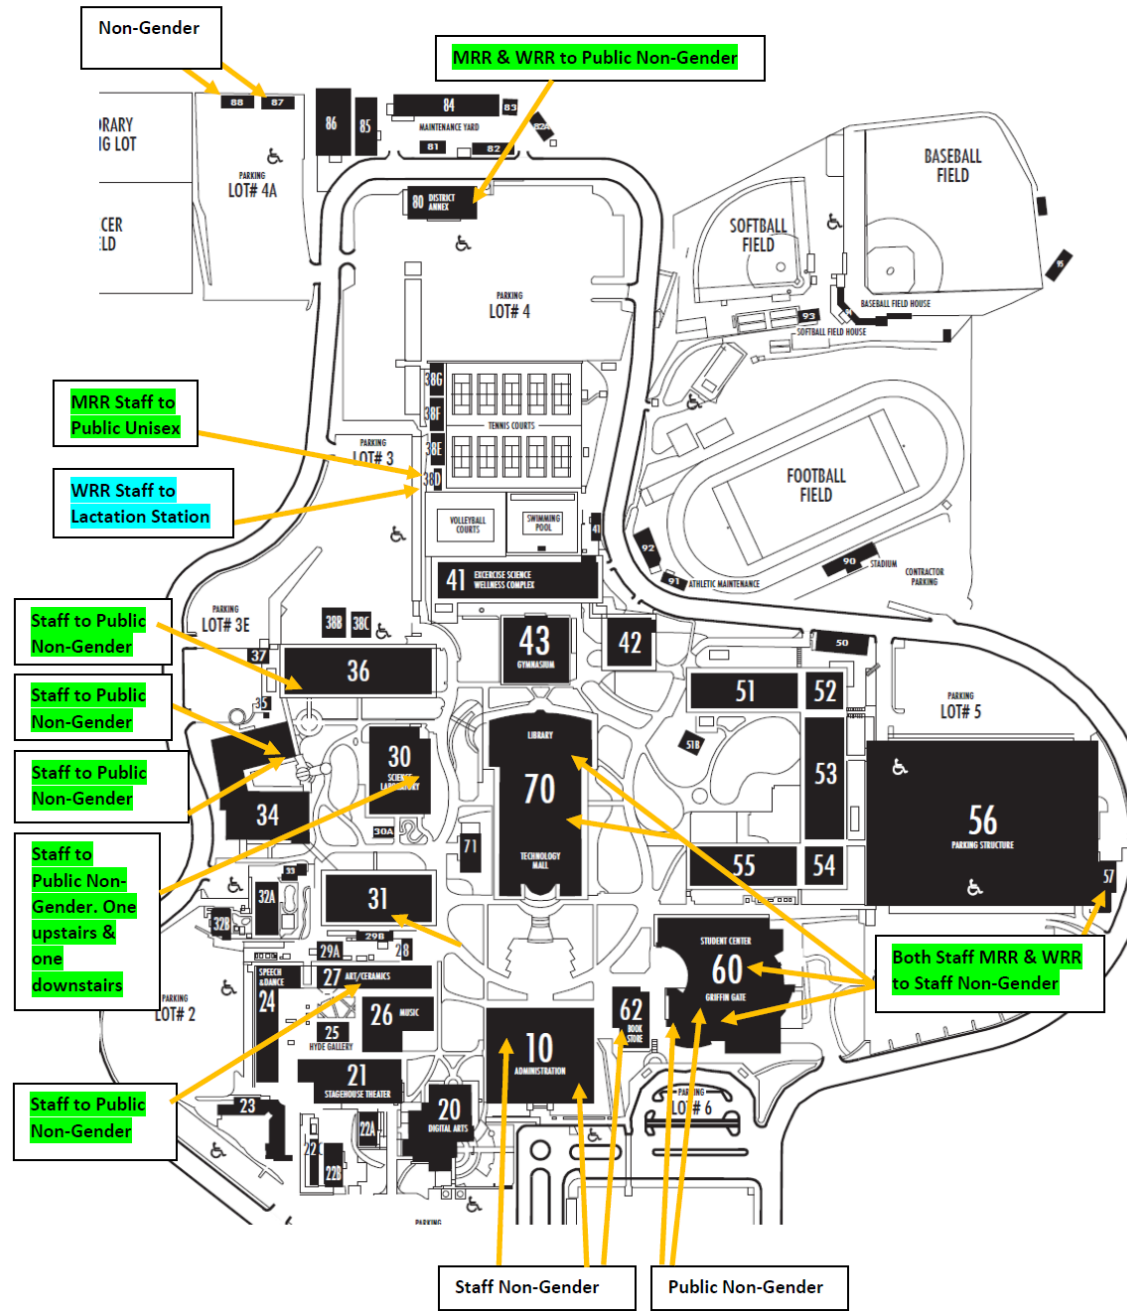 Non-Gender
MRR & WRR to Public Non-Gender
88
87
86
85
84
83
MAINTENANCE YARD
81
82
ORARY
NG LOT
PARKING
LOT# 4A
CER
ELD
80
DISTRICT
ANNEX
PARKING
LOT# 4
BASEBALL
FIELD
SOFTBALL
FIELD
95
BASEBALL FIELD HOUSE
94
93
SOFTBALL FIELD HOUSE
MRR Staff to
Public Unisex
WRR Staff to
Lactation Station
38G
38F
38E
38D
TENNIS COURTS
PARKING
LOT# 3
FOOTBALL
FIELD
VOLLEYBALL
COURTS
SWIMMING
POOL
41
92
91
ATHLETIC MAINTENANCE
90
STADIUM
CONTRACTOR
PARKING
41
EXCERCISE SCIENCE
WELLNESS COMPLEX
Staff to Public
Non-Gender
PARKING
LOT# 3E
38B
38C
43
GYMNASIUM
42
50
37
36
51
52
PARKING
LOT# 5
Staff to Public
Non-Gender
35
30
SCIENCE
LABORATORY
LIBRARY
70
TECHNOLOGY
MALL
51B
53
56
PARKING STRUCTURE
Staff to Public
Non-Gender
34
30A
71
55
54
57
Staff to
Public Non-
Gender. One
upstairs &
one
downstairs
33
32A
32B
31
29B
29A
28
STUDENT CENTER
60
GRIFFIN GATE
Both Staff MRR & WRR
to Staff Non-Gender
SPEECH
& DANCE
24
27
ART/CERAMICS
PARKING
LOT# 2
26
MUSIC
25
HYDE GALLERY
62
BOOK
STORE
10
ADMINISTRATION
21
STAGEHOUSE THEATER
Staff to Public
Non-Gender
23
20
DIGITAL ARTS
22A
22
22B
PARKING
LOT# 6
PARKING
Staff Non-Gender
Public Non-Gender